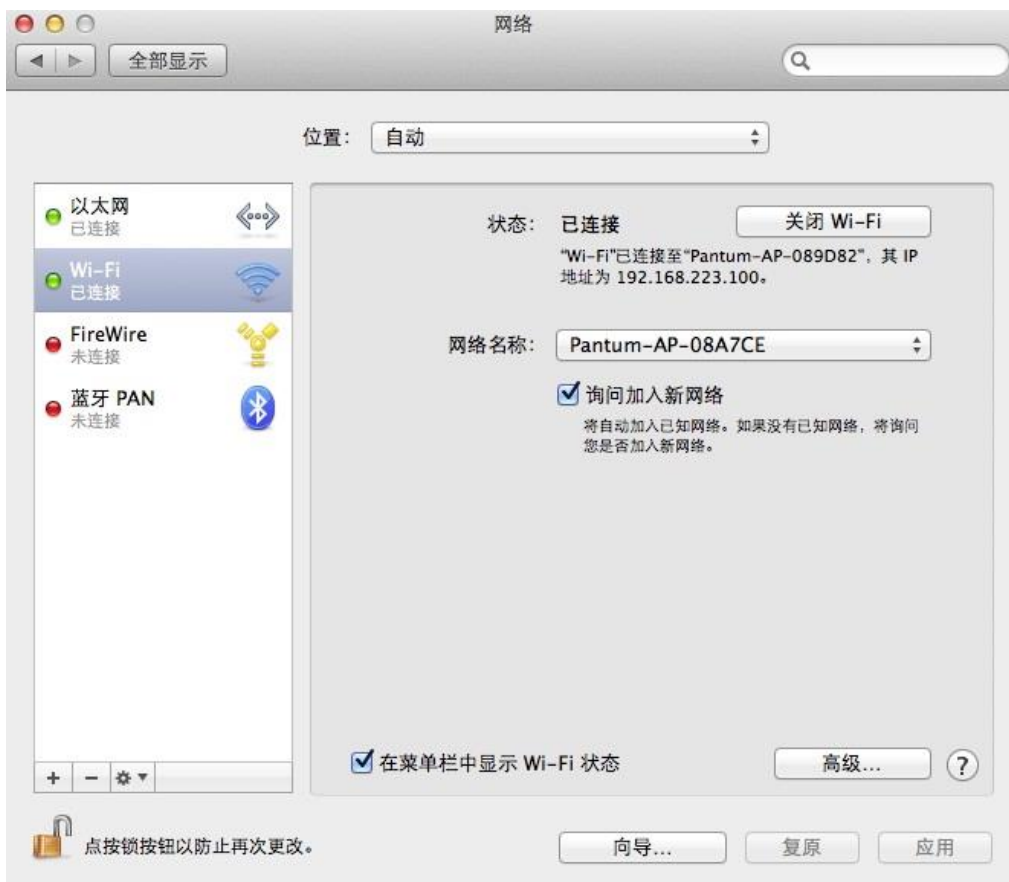 网络
全部显示
位置： 自动
以太网
已连接
Wi-Fi
已连接
FireWire
未连接
蓝牙 PAN
未连接
状态： 已连接 关闭 Wi-Fi
“Wi-Fi”已连接至“Pantum-AP-089D82”，其 IP
地址为 192.168.223.100。
网络名称： Pantum-AP-08A7CE
询问加入新网络
将自动加入已知网络。如果没有已知网络，将询问
您是否加入新网络。
在菜单栏中显示 Wi-Fi 状态 高级... ?
点按锁按钮以防止再次更改。 向导... 复原 应用